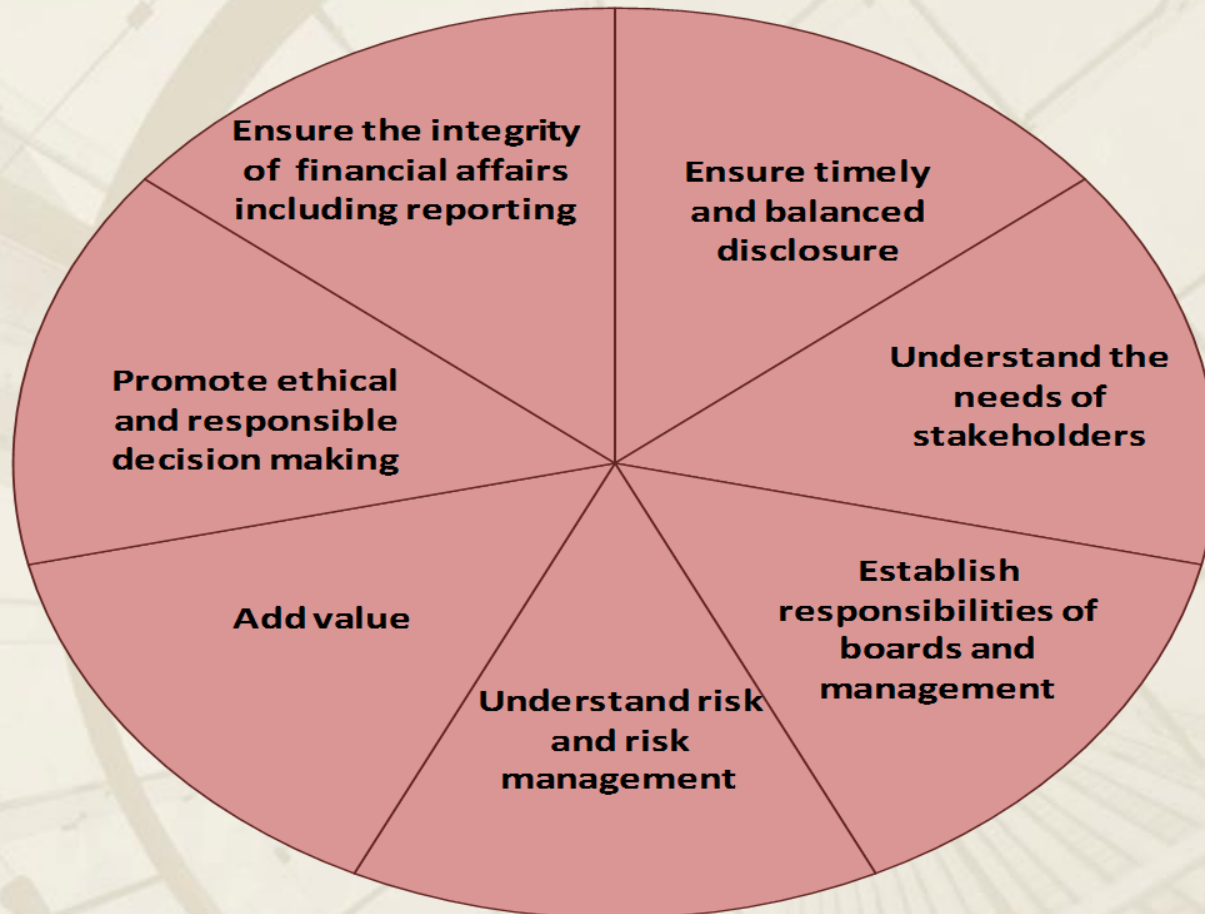 Ensure the integrity
of financial affairs
including reporting
Ensure timely
and balanced
disclosure
Understand the
needs of
stakeholders
Establish
responsibilities of
boards and
management
Understand risk
and risk
management
Add value
Promote ethical
and responsible
decision making